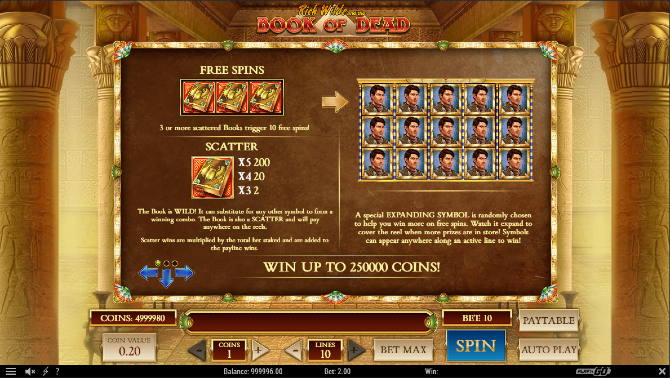 Rich Wilde
BOOK OF DEAD
FREE SPINS
3 or more scattered Books trigger 10 free spins!
SCATTER
X5 200
X4 20
X3 2
The Book is WILD! It can substitute for any other symbol to form a
winning combo. The Book is also a SCATTER and will pay
anywhere on the reels.
Scatter wins are multiplied by the total bet staked and are added to
the payline wins.
A special EXPANDING SYMBOL is randomly chosen
to help you win more on free spins. Watch it expand to
cover the reel when more prizes are in store! Symbols
can appear anywhere along an active line to win!
WIN UP TO 250000 COINS!
COINS: 4999980
BET 10
PAYTABLE
COIN VALUE
0.20
COINS
1
LINES
10
BET MAX
SPIN
AUTO PLAY
?
Balance: 999996.00
Bet: 2.00
Win:
PLAY'N GO